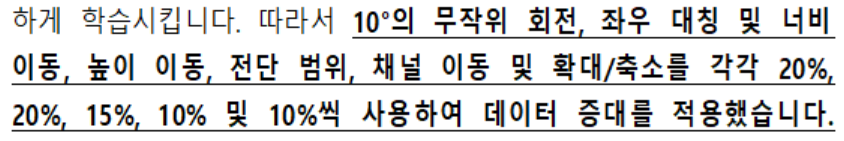 하게 학습시킵니다. 따라서 10°의 무작위 회전, 좌우 대칭 및 너비
이동, 높이 이동, 전단 범위, 채널 이동 및 확대/축소를 각각 20%,
20%, 15%, 10% 및 10%씩 사용하여 데이터 증대를 적용했습니다.